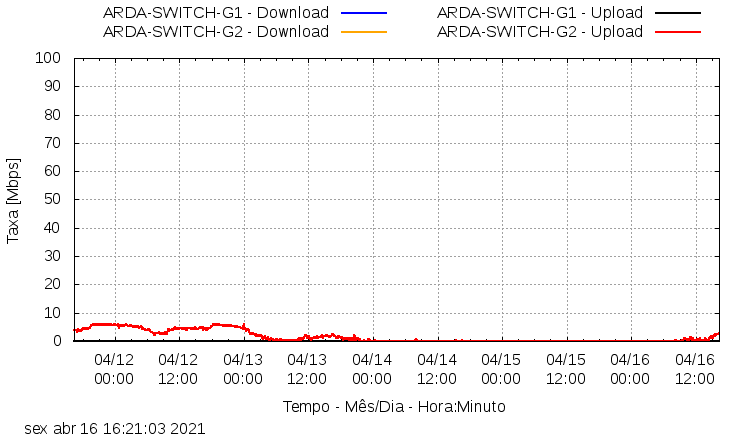 ARDA-SWITCH-G1 - Download ARDA-SWITCH-G1 - Upload
ARDA-SWITCH-G2 - Download ARDA-SWITCH-G2 - Upload
100
90
80
70
60
50
40
30
20
10
0
Taxa [Mbps]
04/12 04/12 04/13 04/13 04/14 04/14 04/15 04/15 04/16 04/16
00:00 12:00 00:00 12:00 00:00 12:00 00:00 12:00 00:00 12:00
Tempo - Mês/Dia - Hora:Minuto
sex abr 16 16:21:03 2021